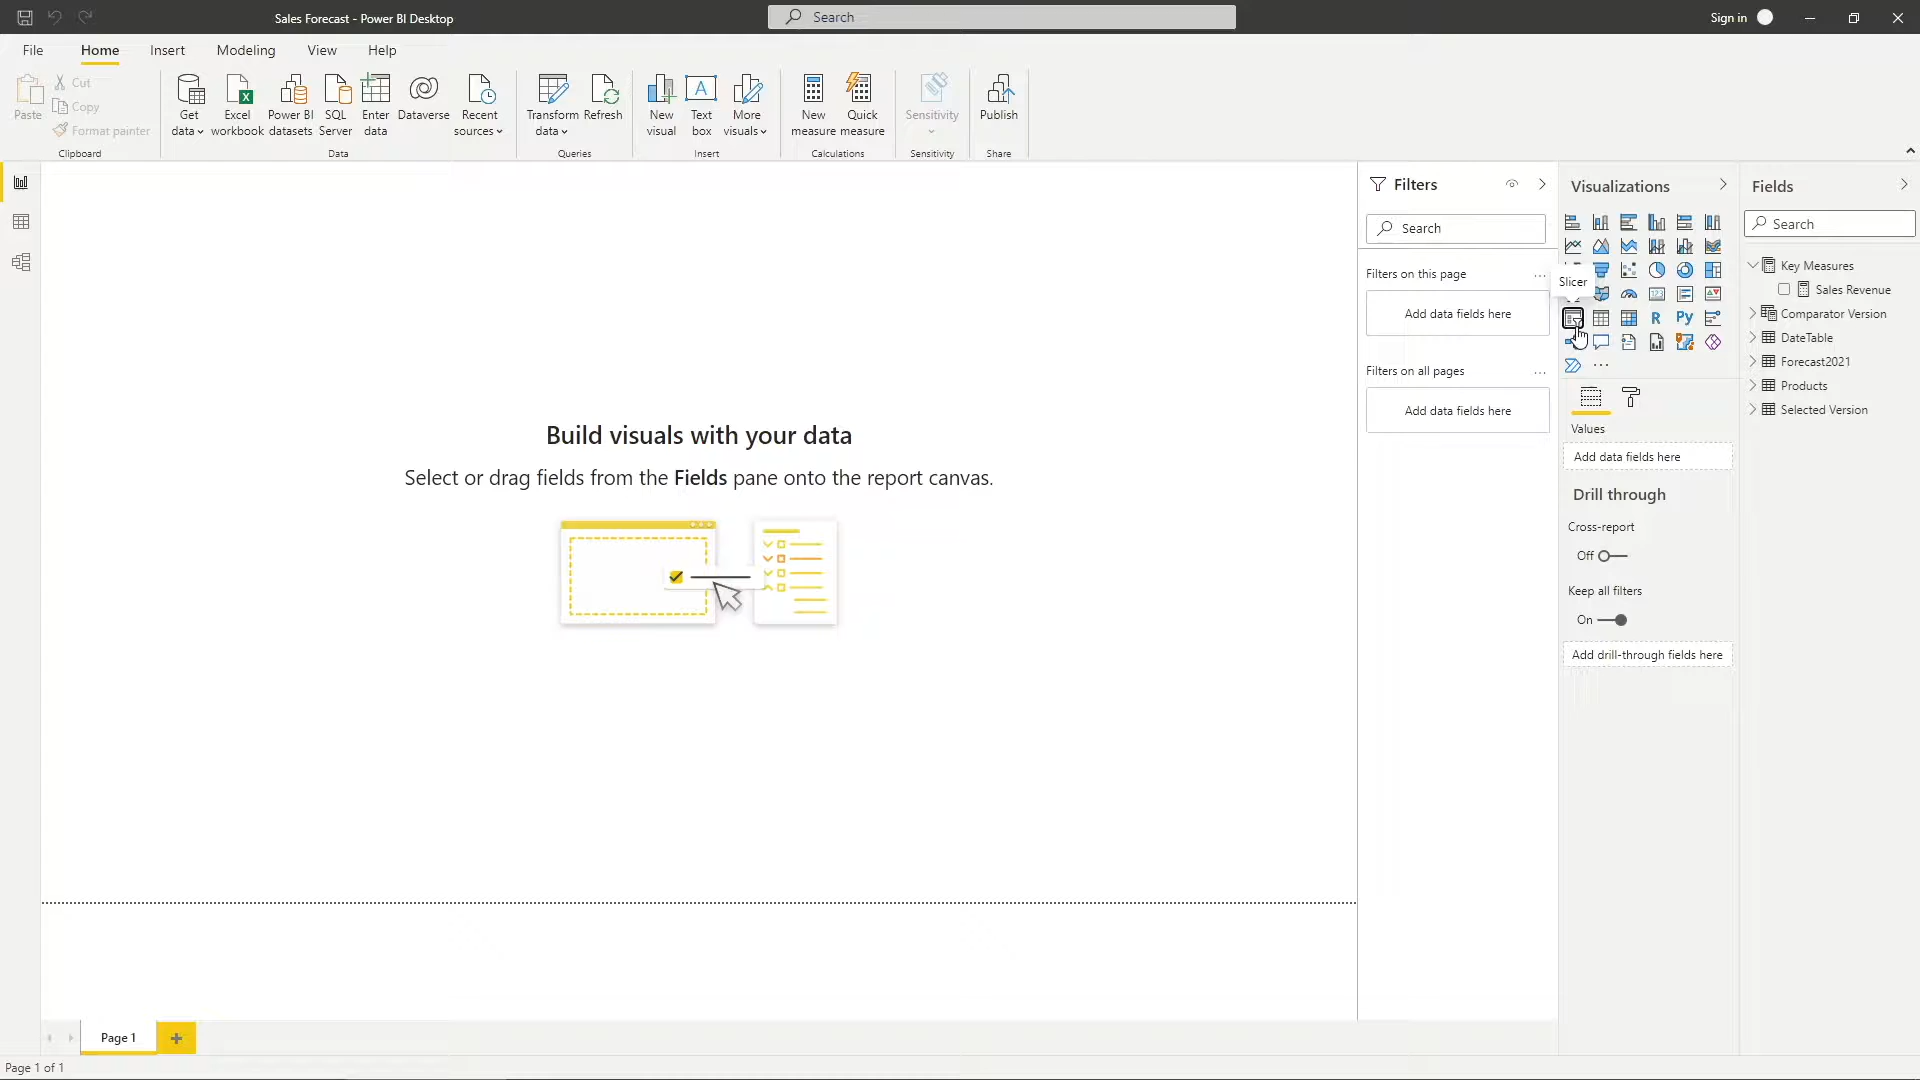 Sales Forecast - Power BI Desktop
Search
Sign in
File
Home
Insert
Modeling
View
Help
Paste
Cut
Copy
Format painter
Clipboard
Get data
Excel workbook
Power BI datasets
SQL Server
Enter data
Dataverse
Recent sources
Data
Transform data
Refresh
Queries
New visual
Text box
More visuals
Insert
New measure
Quick measure
Calculations
Sensitivity
Sensitivity
Publish
Share
Build visuals with your data
Select or drag fields from the Fields pane onto the report canvas.
Filters
Search
Filters on this page
...
Add data fields here
Filters on all pages
...
Add data fields here
Visualizations
Slicer
R
Py
...
Values
Add data fields here
Drill through
Cross-report
Off
Keep all filters
On
Add drill-through fields here
Fields
Search
Key Measures
Sales Revenue
Comparator Version
DateTable
Forecast2021
Products
Selected Version
Page 1
Page 1 of 1